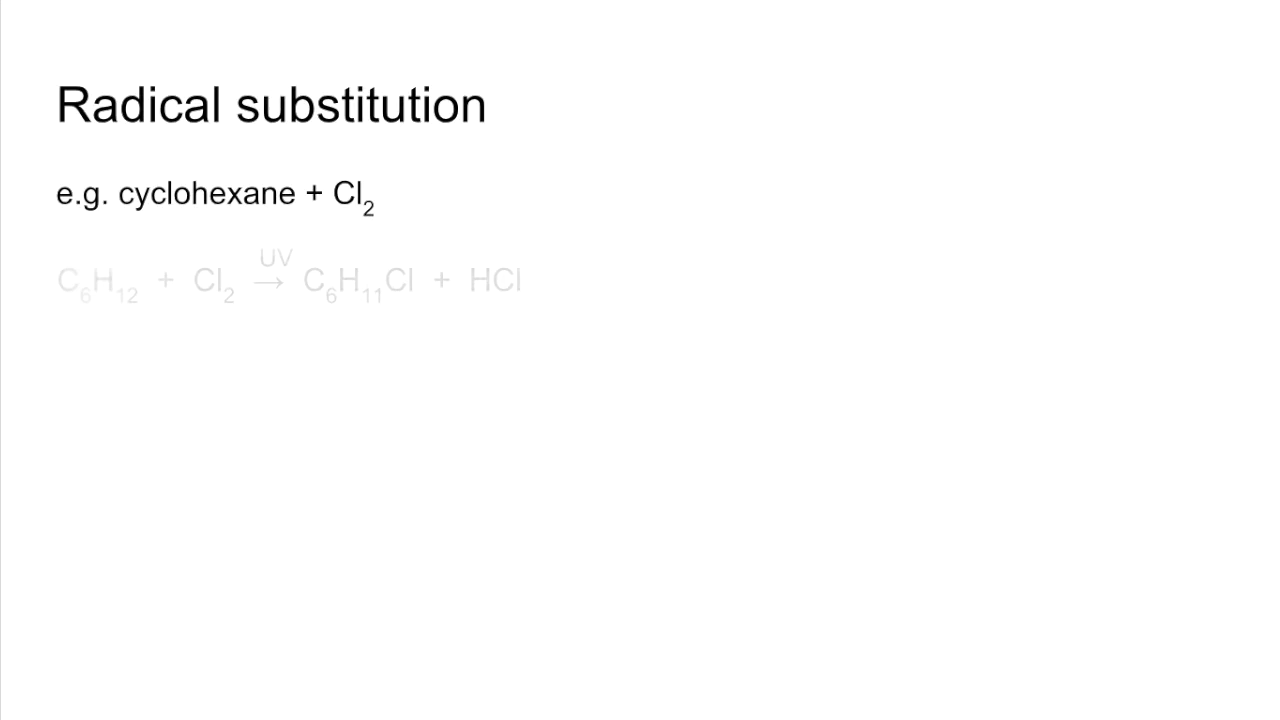 Radical substitution
e.g. cyclohexane + Cl₂
UV
C₆H₁₂ + Cl₂ → C₆H₁₁Cl + HCl